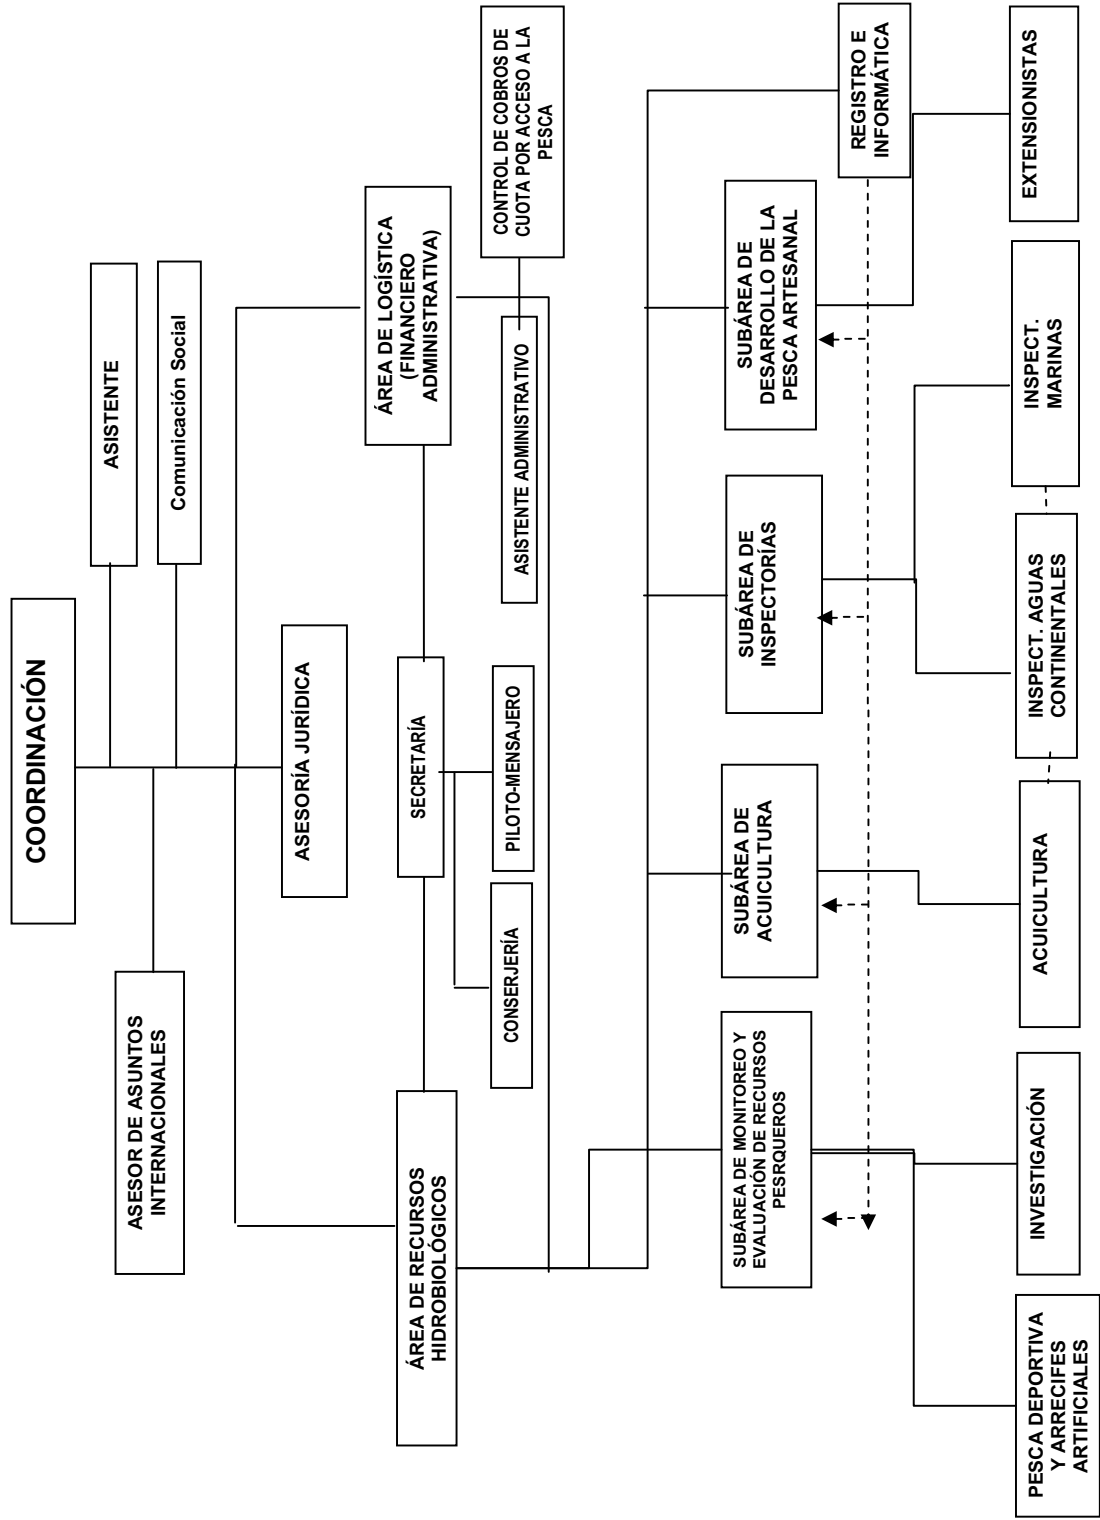 COORDINACIÓN
ASISTENTE
Comunicación Social
ASESOR DE ASUNTOS
INTERNACIONALES
ASESORÍA JURÍDICA
ÁREA DE RECURSOS
HIDROBIOLÓGICOS
SECRETARÍA
ÁREA DE LOGÍSTICA
(FINANCIERO
ADMINISTRATIVA)
CONSERJERÍA
PILOTO-MENSAJERO
ASISTENTE ADMINISTRATIVO
CONTROL DE COBROS DE
CUOTA POR ACCESO A LA
PESCA
SUBÁREA DE MONITOREO Y
EVALUACIÓN DE RECURSOS
PESRQUEROS
SUBÁREA DE
ACUICULTURA
SUBÁREA DE
INSPECTORÍAS
SUBÁREA DE
DESARROLLO DE LA
PESCA ARTESANAL
REGISTRO E
INFORMÁTICA
PESCA DEPORTIVA
Y ARRECIFES
ARTIFICIALES
INVESTIGACIÓN
ACUICULTURA
INSPECT. AGUAS
CONTINENTALES
INSPECT.
MARINAS
EXTENSIONISTAS